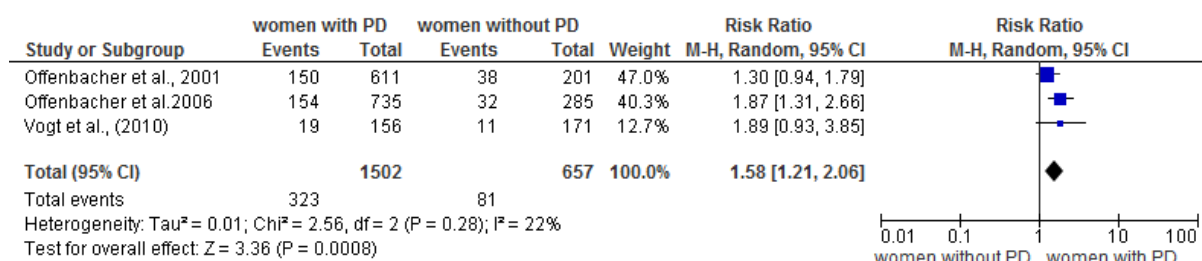 women with PD women without PD Risk Ratio Risk Ratio
Study or Subgroup Events Total Events Total Weight M-H, Random, 95% CI M-H, Random, 95% CI
Offenbacher et al., 2001 150 611 38 201 47.0% 1.30 [0.94, 1.79]
Offenbacher et al.2006 154 735 32 285 40.3% 1.87 [1.31, 2.66]
Vogt et al., (2010) 19 156 11 171 12.7% 1.89 [0.93, 3.85]
Total (95% CI) 1502 657 100.0% 1.58 [1.21, 2.06]
Total events 323 81
Heterogeneity: Tau² = 0.01; Chi² = 2.56, df = 2 (P = 0.28); I² = 22%
Test for overall effect: Z = 3.36 (P = 0.0008)
0.01 0.1 1 10 100
women without PD women with PD